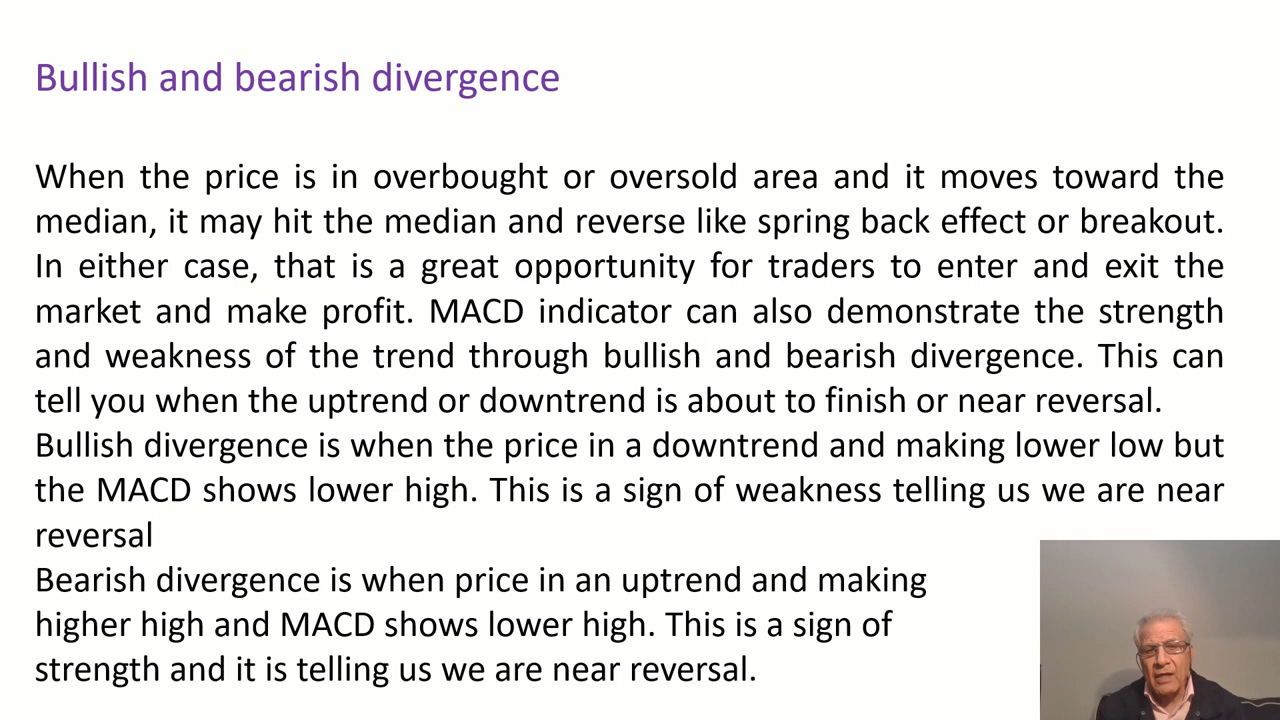 Bullish and bearish divergence
When the price is in overbought or oversold area and it moves toward the
median, it may hit the median and reverse like spring back effect or breakout.
In either case, that is a great opportunity for traders to enter and exit the
market and make profit. MACD indicator can also demonstrate the strength
and weakness of the trend through bullish and bearish divergence. This can
tell you when the uptrend or downtrend is about to finish or near reversal.
Bullish divergence is when the price in a downtrend and making lower low but
the MACD shows lower high. This is a sign of weakness telling us we are near
reversal
Bearish divergence is when price in an uptrend and making
higher high and MACD shows lower high. This is a sign of
strength and it is telling us we are near reversal.